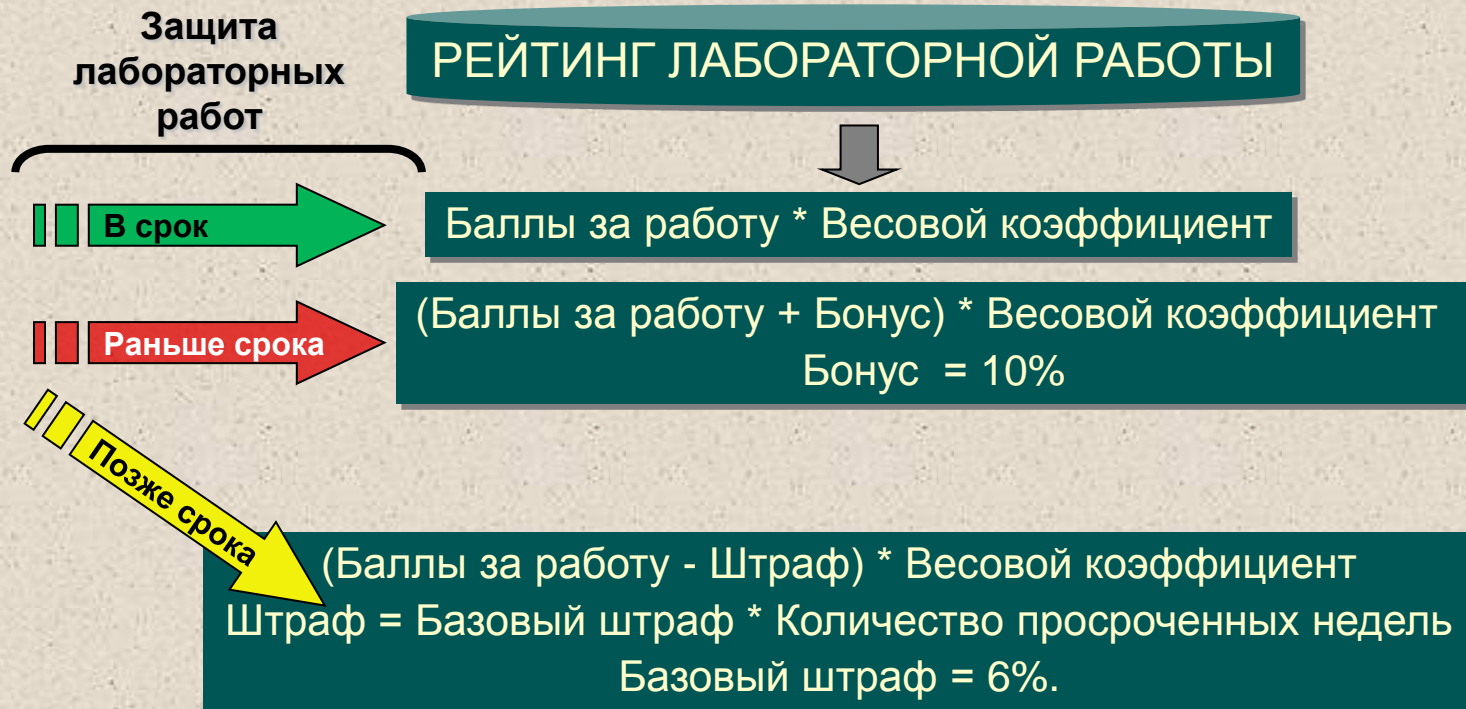 Защита
лабораторных
работ
РЕЙТИНГ ЛАБОРАТОРНОЙ РАБОТЫ
В срок
Баллы за работу * Весовой коэффициент
Раньше срока
(Баллы за работу + Бонус) * Весовой коэффициент
Бонус = 10%
Позже срока
(Баллы за работу - Штраф) * Весовой коэффициент
Штраф = Базовый штраф * Количество просроченных недель
Базовый штраф = 6%.